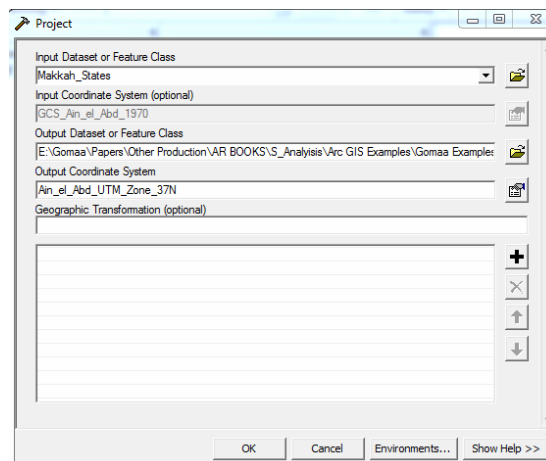 Project
Input Dataset or Feature Class
Makkah_States
Input Coordinate System (optional)
GCS_Ain_el_Abd_1970
Output Dataset or Feature Class
E:\Gomaa\Papers\Other Production\AR BOOKS\S_Analyisis\Arc GIS Examples\Gomaa Examples
Output Coordinate System
Ain_el_Abd_UTM_Zone_37N
Geographic Transformation (optional)
OK Cancel Environments... Show Help >>